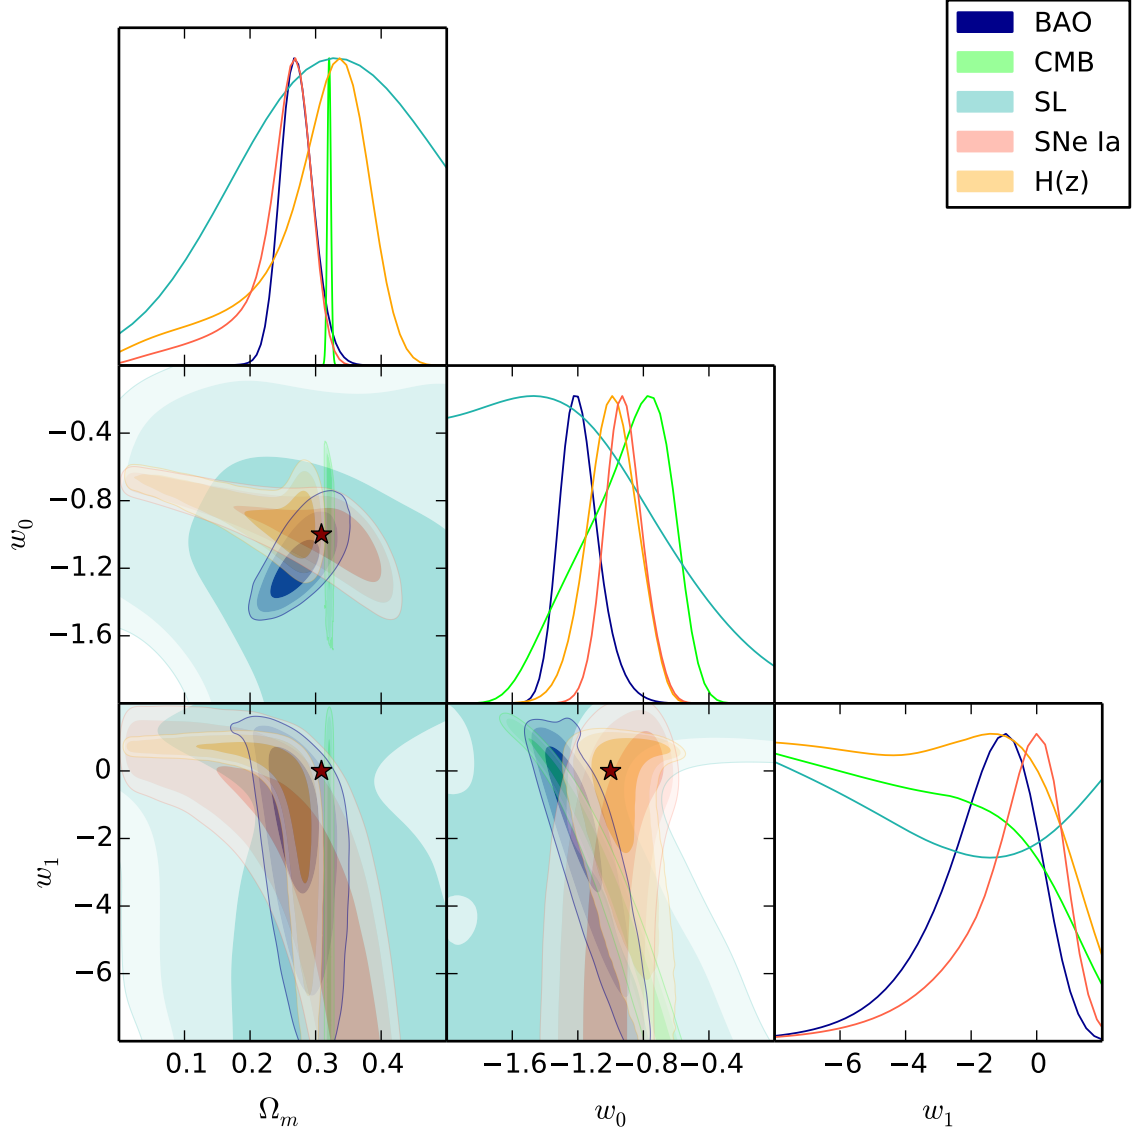 BAO
CMB
SL
SNe Ia
H(z)
−0.4
−0.8
−1.2
−1.6
w₀
0
−2
−4
−6
w₁
0.1 0.2 0.3 0.4
−1.6 −1.2 −0.8 −0.4
−6 −4 −2 0
Ωₘ w₀ w₁